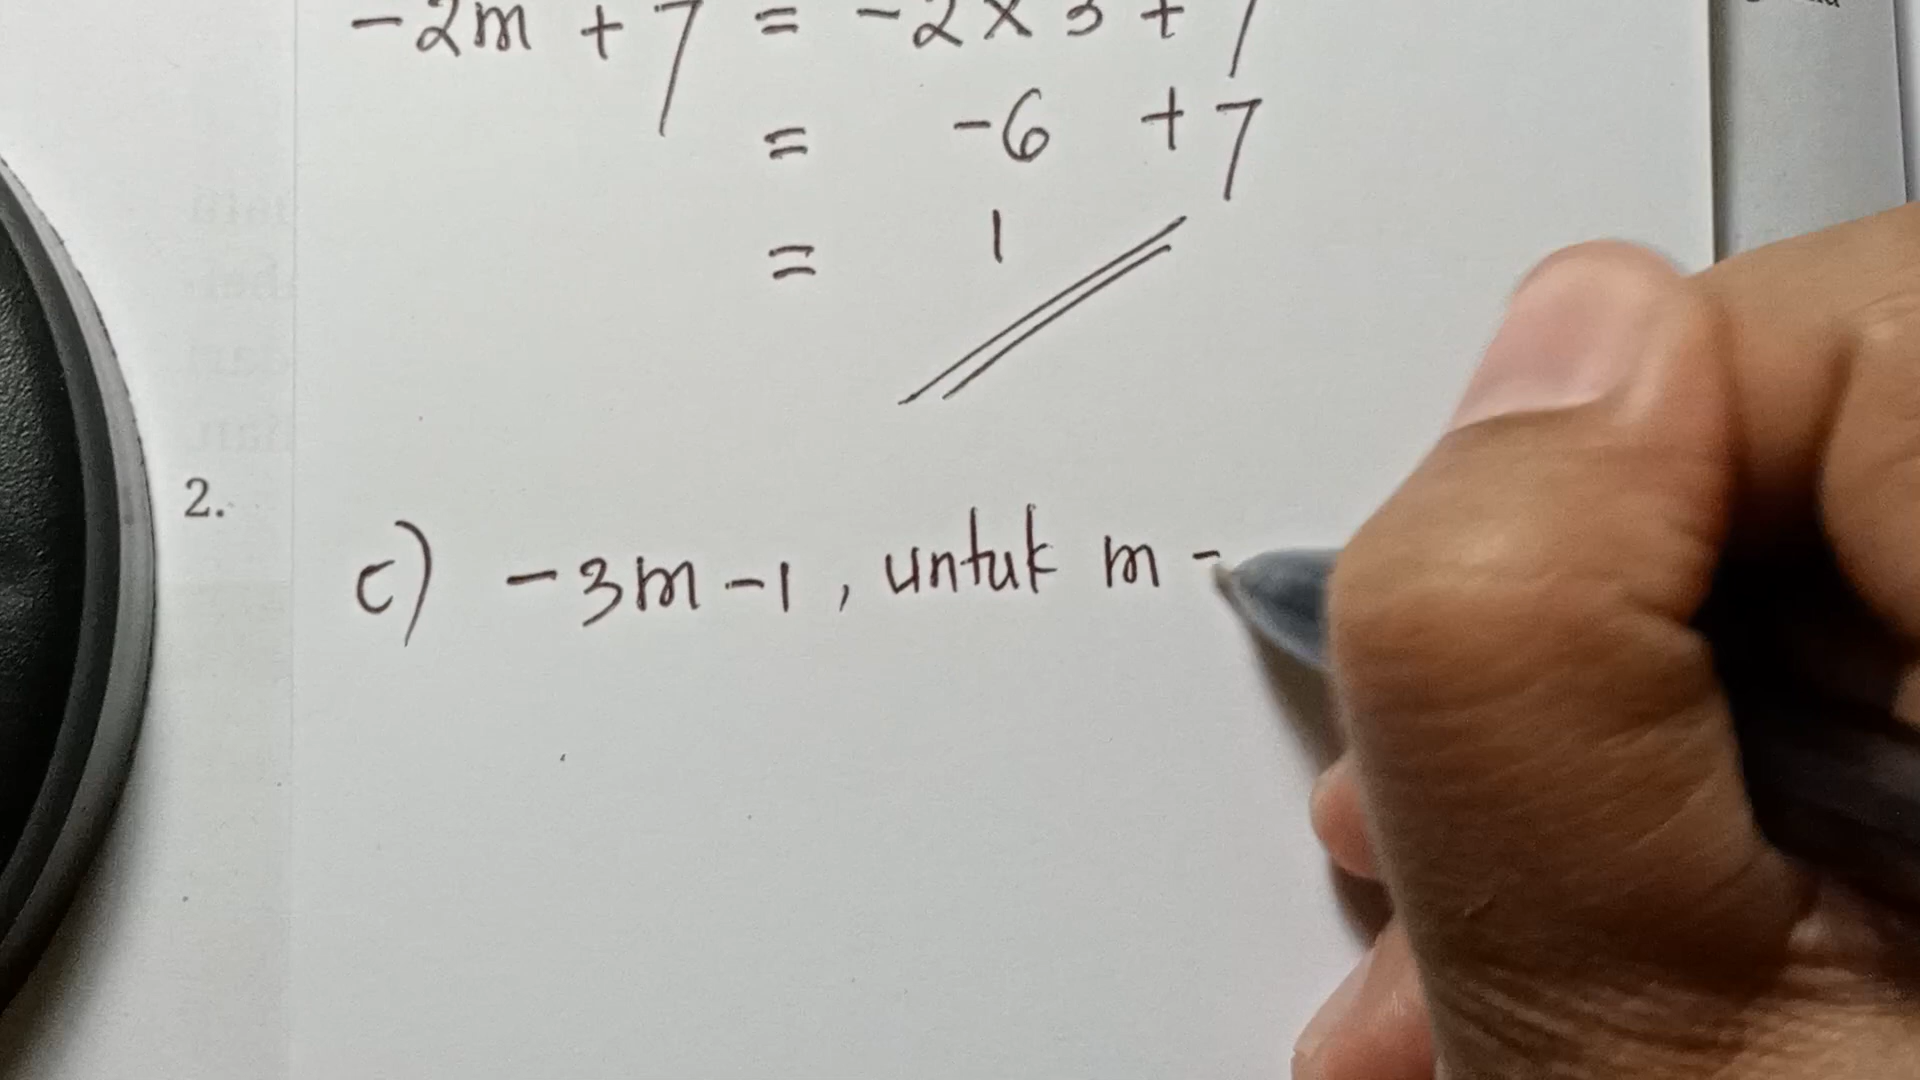 -2m + 7 = -2 × 3 + 7
= -6 + 7
= 1
2.
c) -3m - 1, untuk m -